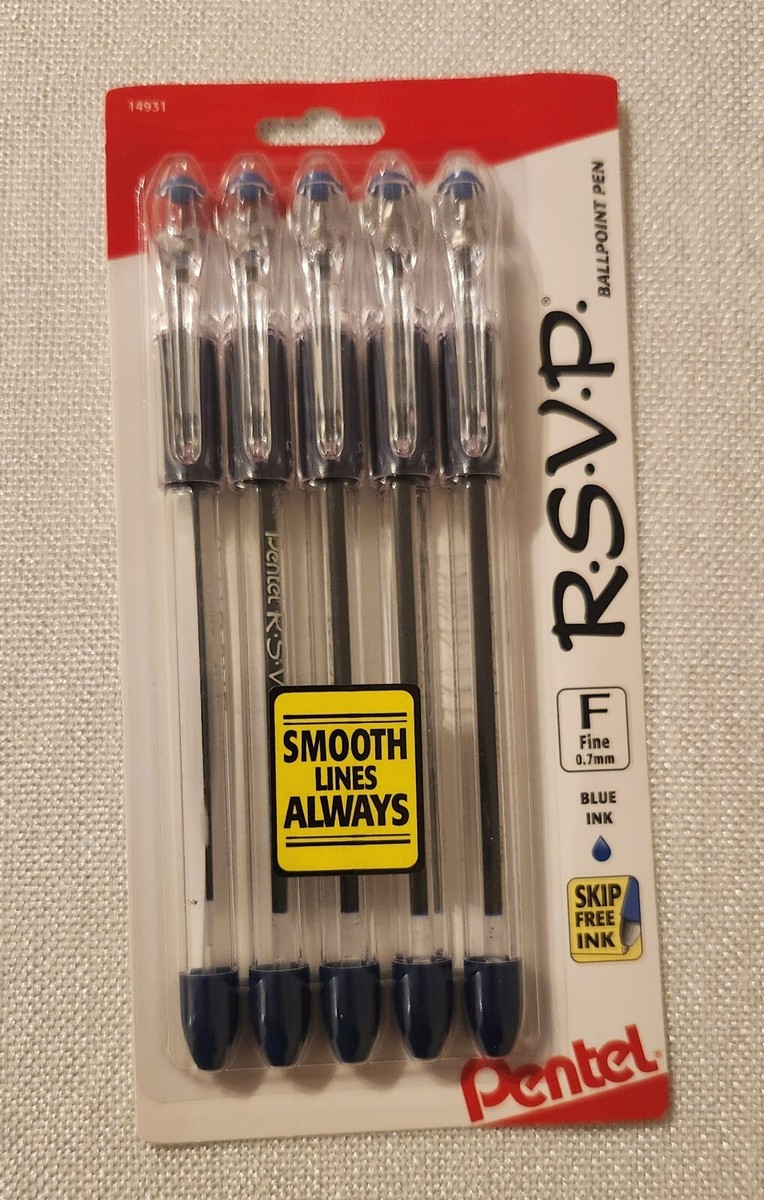 14931
BALLPOINT PEN
R·S·V·P.®
Pentel R·S·V
SMOOTH
LINES
ALWAYS
F
Fine
0.7mm
BLUE
INK
SKIP
FREE
INK
Pentel®